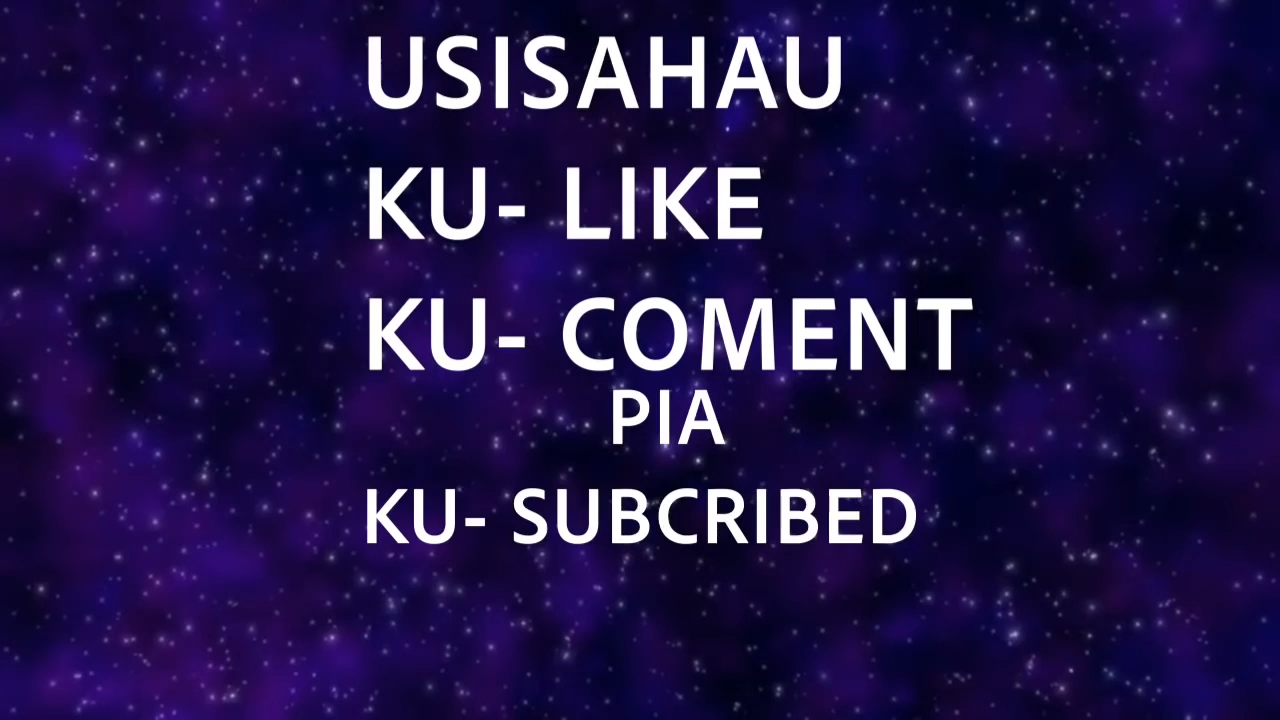 USISAHAU
KU- LIKE
KU- COMENT
PIA
KU- SUBCRIBED